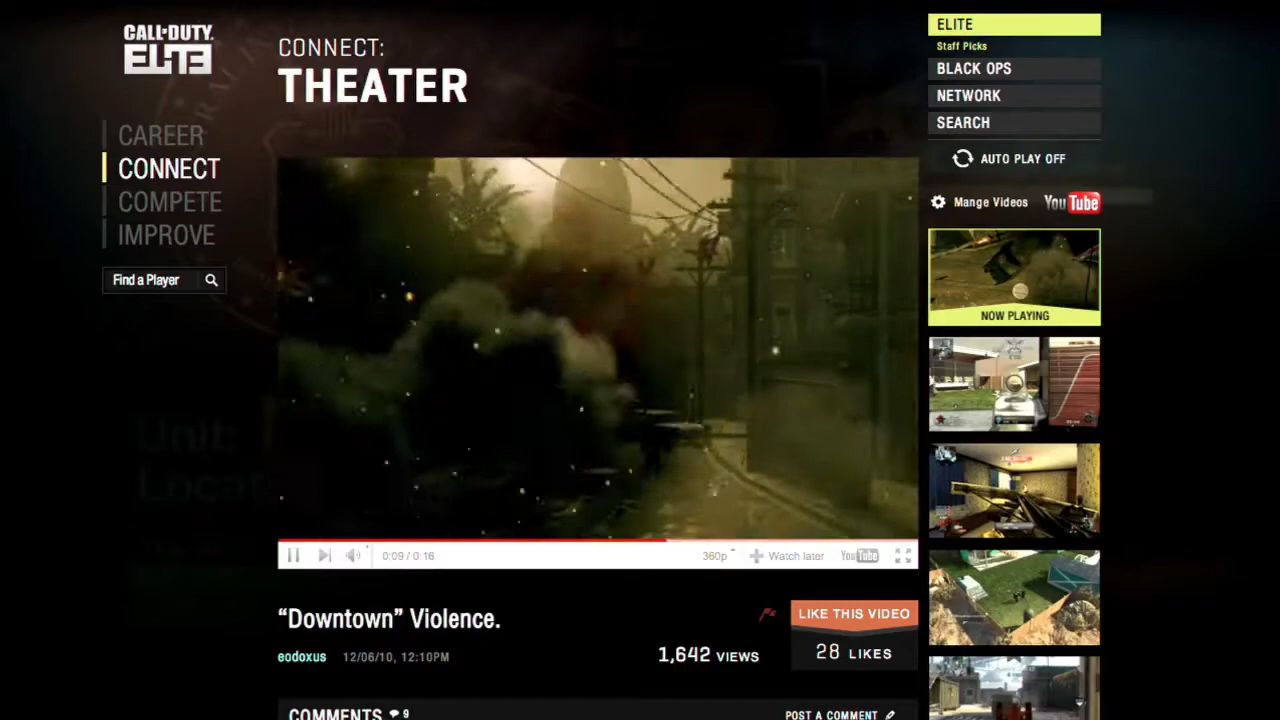 CALL OF DUTY
ELITE
CAREER
CONNECT
COMPETE
IMPROVE
Find a Player
CONNECT:
THEATER
0:09 / 0:16
360p
Watch later
YouTube
“Downtown” Violence.
eodoxus
12/06/10, 12:10PM
1,642 VIEWS
LIKE THIS VIDEO
28 LIKES
COMMENTS 9
POST A COMMENT
ELITE
Staff Picks
BLACK OPS
NETWORK
SEARCH
AUTO PLAY OFF
Mange Videos
YouTube
NOW PLAYING
Unit: